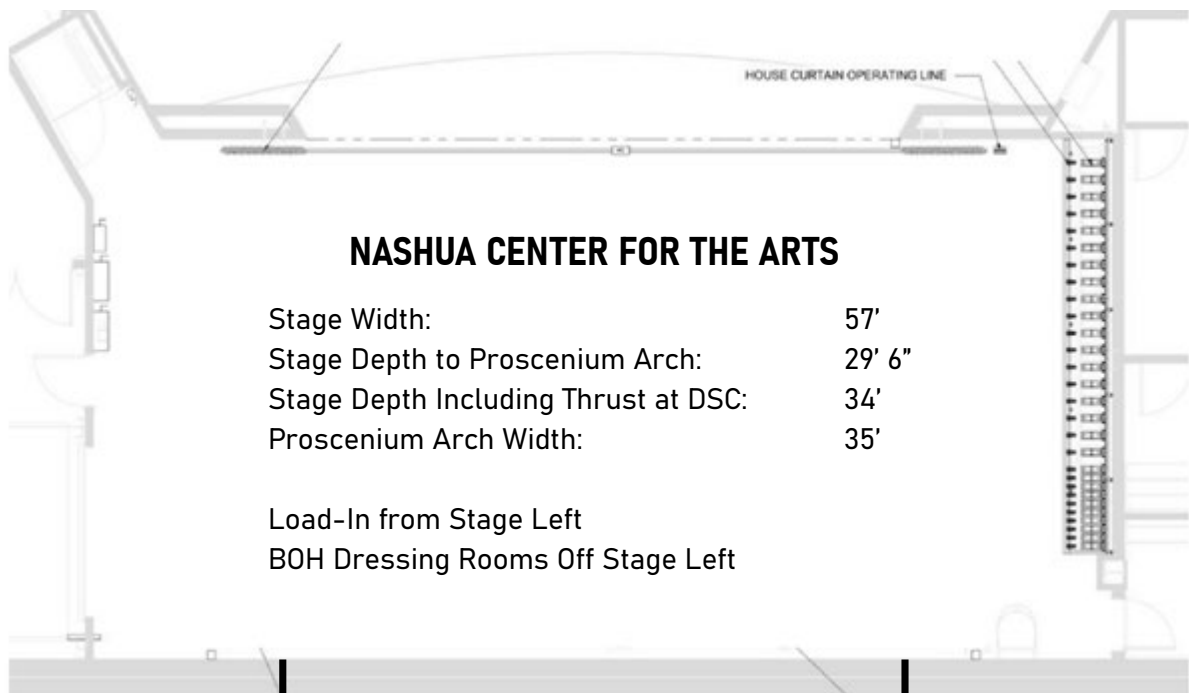 HOUSE CURTAIN OPERATING LINE
NASHUA CENTER FOR THE ARTS
Stage Width: 57’
Stage Depth to Proscenium Arch: 29’ 6”
Stage Depth Including Thrust at DSC: 34’
Proscenium Arch Width: 35’
Load-In from Stage Left
BOH Dressing Rooms Off Stage Left